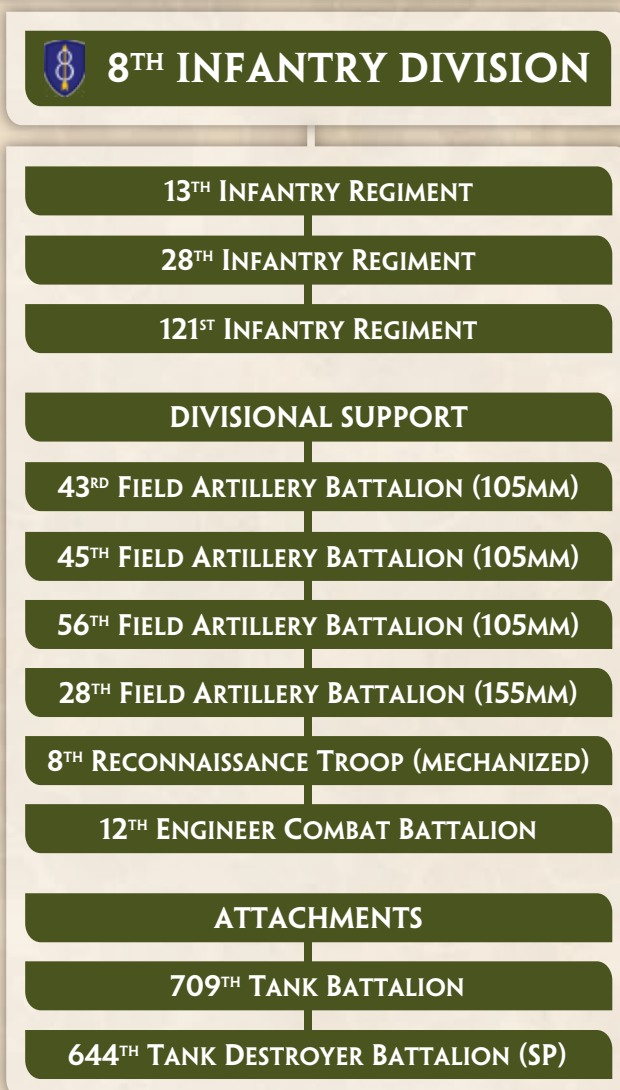 8TH INFANTRY DIVISION
13TH INFANTRY REGIMENT
28TH INFANTRY REGIMENT
121ST INFANTRY REGIMENT
DIVISIONAL SUPPORT
43RD FIELD ARTILLERY BATTALION (105MM)
45TH FIELD ARTILLERY BATTALION (105MM)
56TH FIELD ARTILLERY BATTALION (105MM)
28TH FIELD ARTILLERY BATTALION (155MM)
8TH RECONNAISSANCE TROOP (MECHANIZED)
12TH ENGINEER COMBAT BATTALION
ATTACHMENTS
709TH TANK BATTALION
644TH TANK DESTROYER BATTALION (SP)